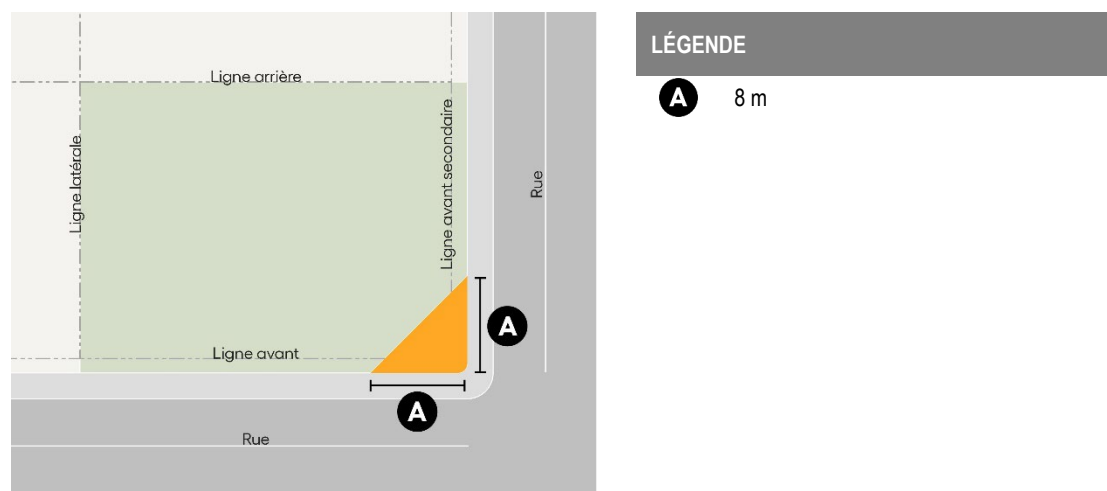 Ligne arrière
Ligne latérale
Ligne avant secondaire
Rue
A
Ligne avant
A
Rue
LÉGENDE
A 8 m